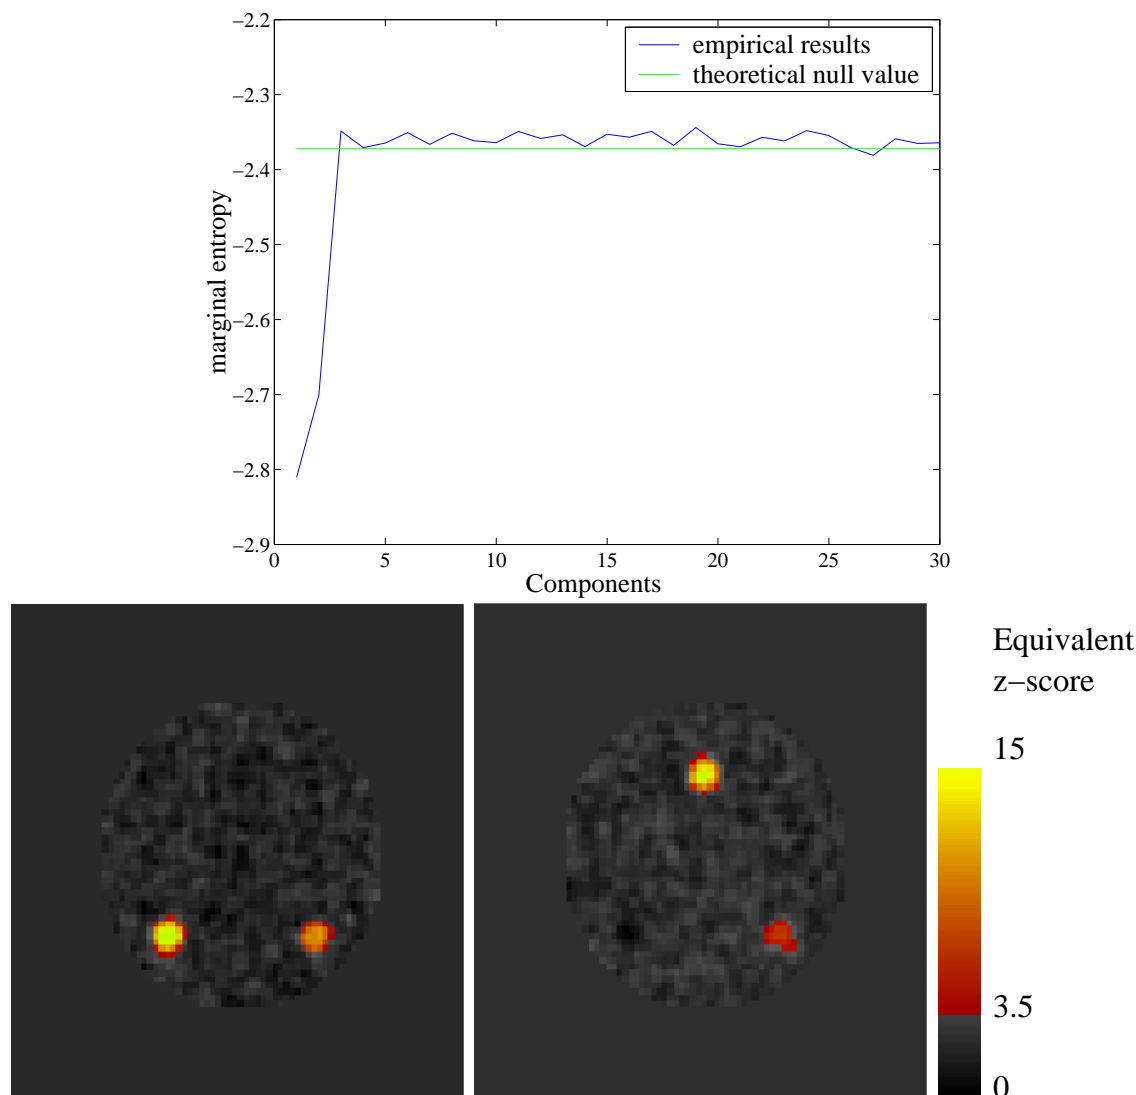 −2.2
−2.3
−2.4
−2.5
−2.6
−2.7
−2.8
−2.9
marginal entropy
empirical results
theoretical null value
0 5 10 15 20 25 30
Components
Equivalent
z−score
15
3.5
0